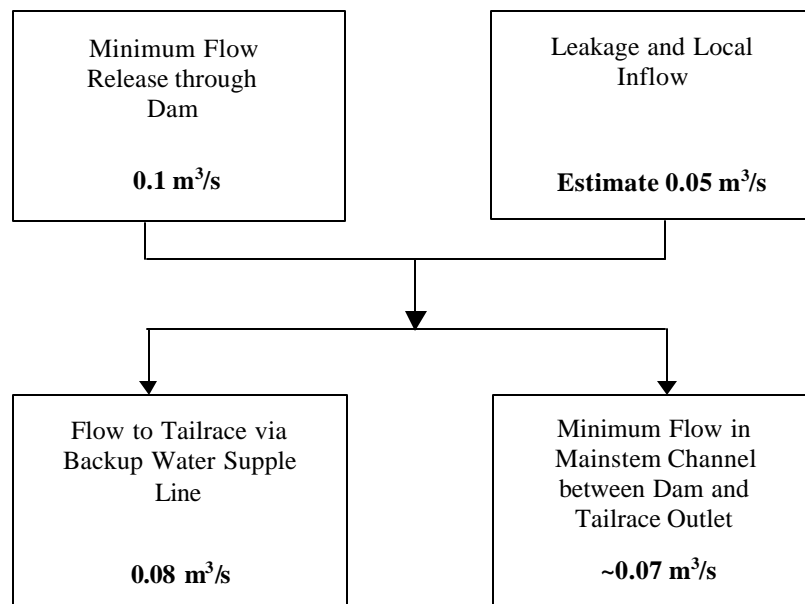 Minimum Flow
Release through
Dam
0.1 m³/s
Leakage and Local
Inflow
Estimate 0.05 m³/s
Flow to Tailrace via
Backup Water Supple
Line
0.08 m³/s
Minimum Flow in
Mainstem Channel
between Dam and
Tailrace Outlet
~0.07 m³/s